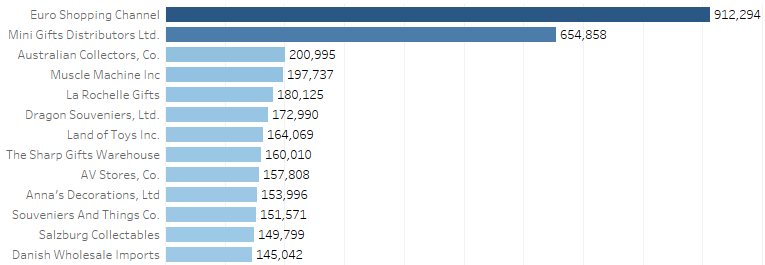 Euro Shopping Channel 912,294
Mini Gifts Distributors Ltd. 654,858
Australian Collectors, Co. 200,995
Muscle Machine Inc 197,737
La Rochelle Gifts 180,125
Dragon Souveniers, Ltd. 172,990
Land of Toys Inc. 164,069
The Sharp Gifts Warehouse 160,010
AV Stores, Co. 157,808
Anna's Decorations, Ltd 153,996
Souveniers And Things Co. 151,571
Salzburg Collectables 149,799
Danish Wholesale Imports 145,042